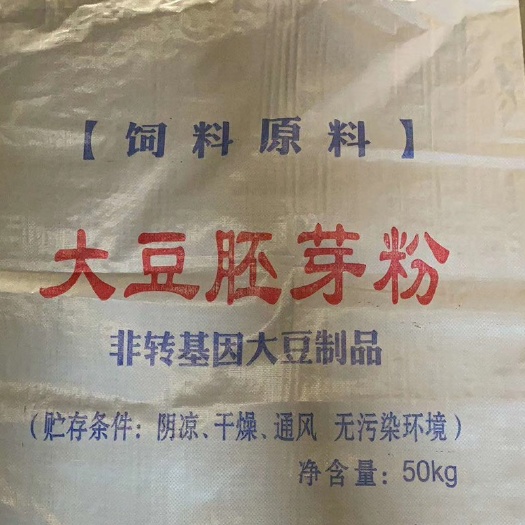 【饲料原料】
大豆胚芽粉
非转基因大豆制品
(贮存条件：阴凉、干燥、通风 无污染环境)
净含量：50kg